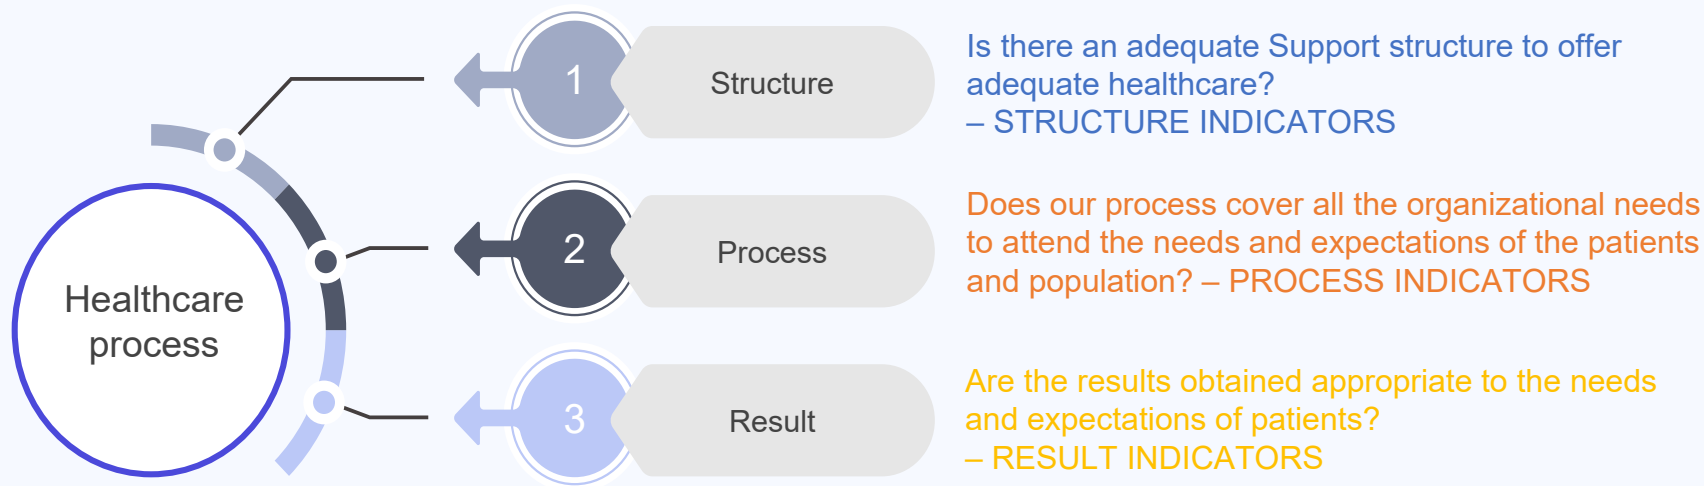 Healthcare
process
1
Structure
Is there an adequate Support structure to offer
adequate healthcare?
– STRUCTURE INDICATORS
2
Process
Does our process cover all the organizational needs
to attend the needs and expectations of the patients
and population? – PROCESS INDICATORS
3
Result
Are the results obtained appropriate to the needs
and expectations of patients?
– RESULT INDICATORS